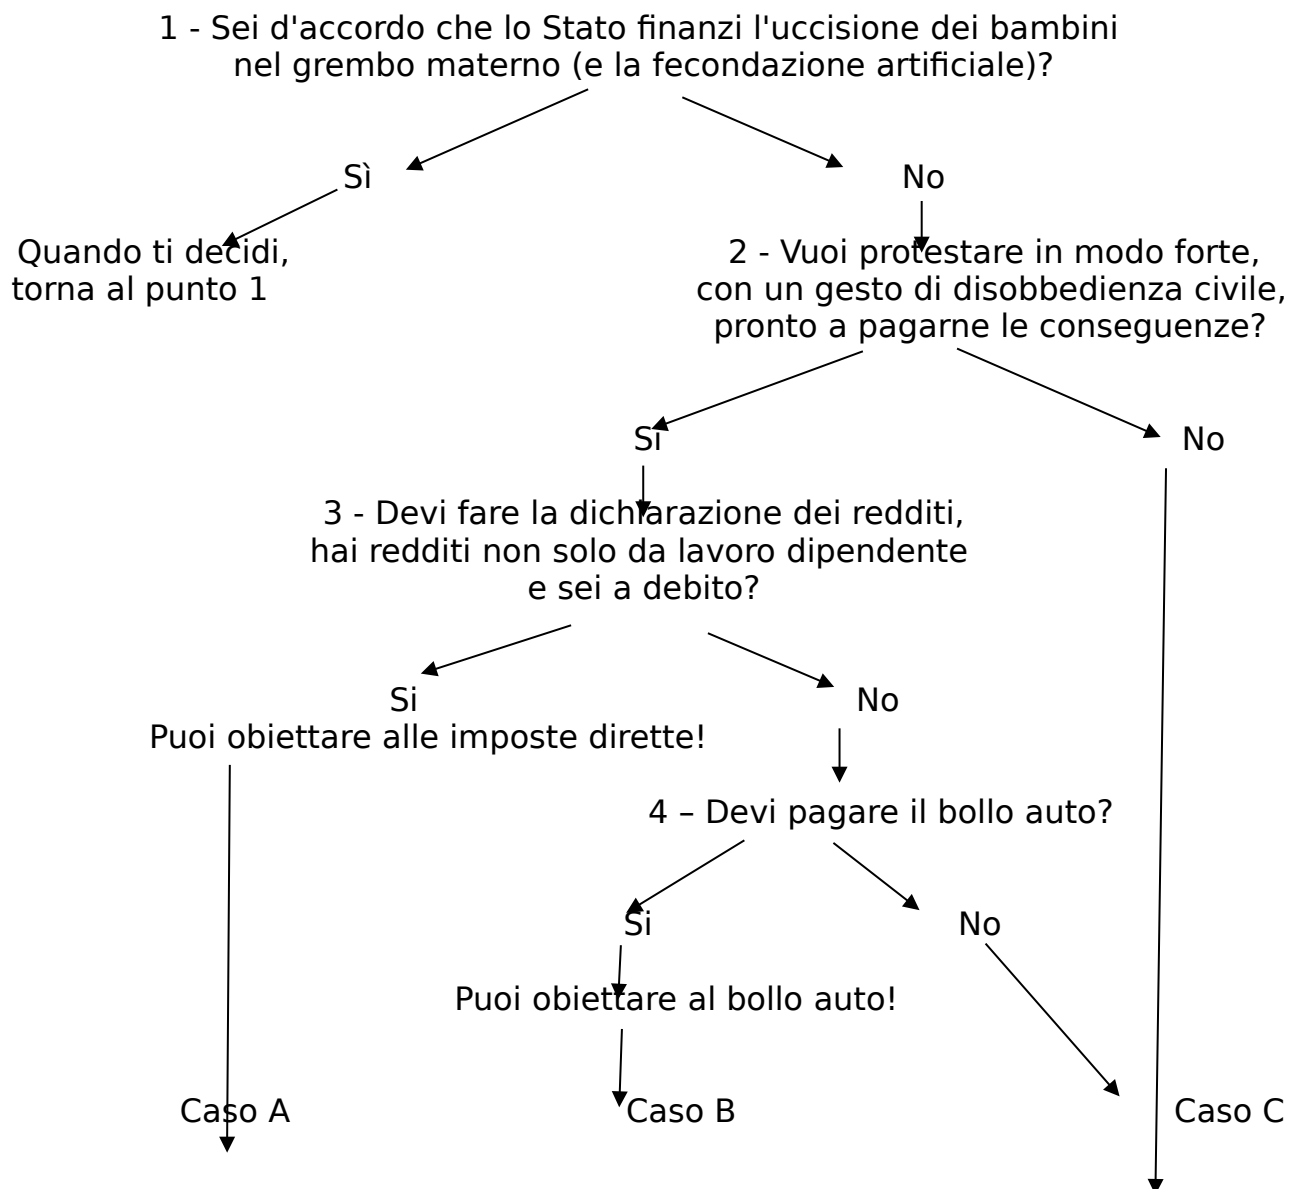 1 - Sei d'accordo che lo Stato finanzi l'uccisione dei bambini
nel grembo materno (e la fecondazione artificiale)?
Sì
No
Quando ti decidi,
torna al punto 1
2 - Vuoi protestare in modo forte,
con un gesto di disobbedienza civile,
pronto a pagarne le conseguenze?
Si
No
3 - Devi fare la dichiarazione dei redditi,
hai redditi non solo da lavoro dipendente
e sei a debito?
Si
No
Puoi obiettare alle imposte dirette!
4 – Devi pagare il bollo auto?
Si
No
Puoi obiettare al bollo auto!
Caso A
Caso B
Caso C